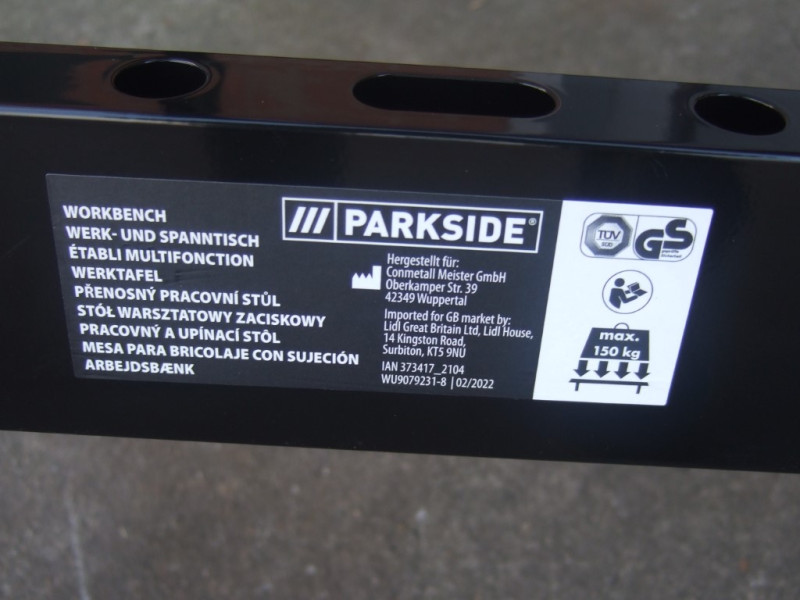 WORKBENCH
WERK- UND SPANNTISCH
ÉTABLI MULTIFONCTION
WERKTAFEL
PŘENOSNÝ PRACOVNÍ STŮL
STÓŁ WARSZTATOWY ZACISKOWY
PRACOVNÝ A UPÍNACÍ STÔL
MESA PARA BRICOLAJE CON SUJECIÓN
ARBEJDSBÆNK
/// PARKSIDE®
Hergestellt für:
Conmetall Meister GmbH
Oberkamper Str. 39
42349 Wuppertal
Imported for GB market by:
Lidl Great Britain Ltd, Lidl House,
14 Kingston Road,
Surbiton, KT5 9NU
IAN 373417_2104
WU9079231-8 | 02/2022
TÜV
SÜD
GS
geprüfte
Sicherheit
max.
150 kg